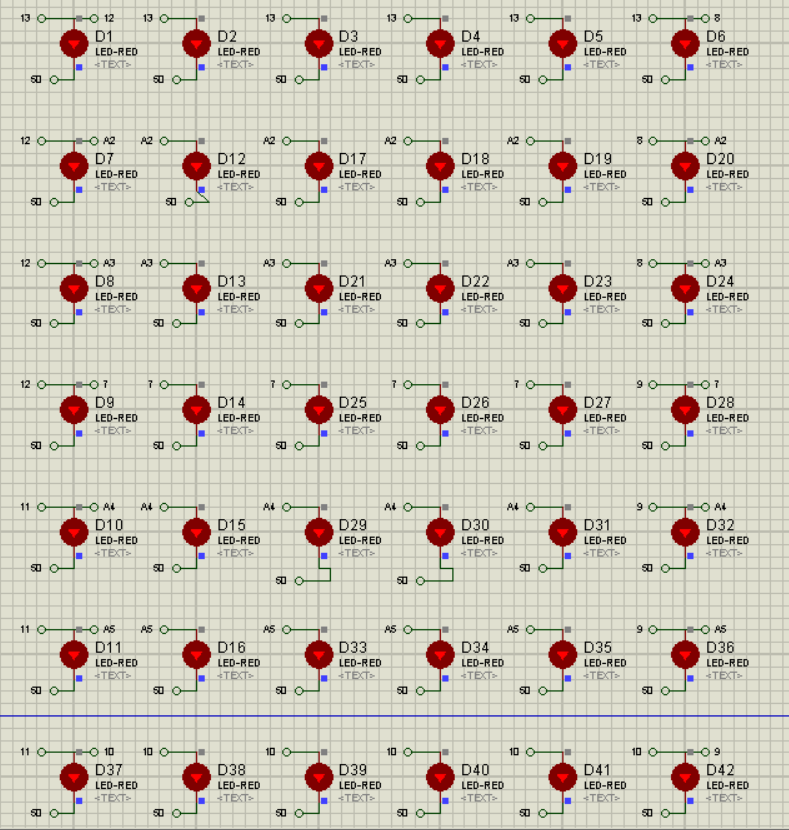 13 12 13 13 13 13 13 8
D1 D2 D3 D4 D5 D6
LED-RED LED-RED LED-RED LED-RED LED-RED LED-RED
<TEXT> <TEXT> <TEXT> <TEXT> <TEXT> <TEXT>
S0 S0 S0 S0 S0 S0
12 A2 A2 A2 A2 A2 8 A2
D7 D12 D17 D18 D19 D20
LED-RED LED-RED LED-RED LED-RED LED-RED LED-RED
<TEXT> <TEXT> <TEXT> <TEXT> <TEXT> <TEXT>
S0 S0 S0 S0 S0 S0
12 A3 A3 A3 A3 A3 8 A3
D8 D13 D21 D22 D23 D24
LED-RED LED-RED LED-RED LED-RED LED-RED LED-RED
<TEXT> <TEXT> <TEXT> <TEXT> <TEXT> <TEXT>
S0 S0 S0 S0 S0 S0
12 7 7 7 7 7 9 7
D9 D14 D25 D26 D27 D28
LED-RED LED-RED LED-RED LED-RED LED-RED LED-RED
<TEXT> <TEXT> <TEXT> <TEXT> <TEXT> <TEXT>
S0 S0 S0 S0 S0 S0
11 A4 A4 A4 A4 A4 9 A4
D10 D15 D29 D30 D31 D32
LED-RED LED-RED LED-RED LED-RED LED-RED LED-RED
<TEXT> <TEXT> <TEXT> <TEXT> <TEXT> <TEXT>
S0 S0 S0 S0 S0 S0
11 A5 A5 A5 A5 A5 9 A5
D11 D16 D33 D34 D35 D36
LED-RED LED-RED LED-RED LED-RED LED-RED LED-RED
<TEXT> <TEXT> <TEXT> <TEXT> <TEXT> <TEXT>
S0 S0 S0 S0 S0 S0
11 10 10 10 10 10 10 9
D37 D38 D39 D40 D41 D42
LED-RED LED-RED LED-RED LED-RED LED-RED LED-RED
<TEXT> <TEXT> <TEXT> <TEXT> <TEXT> <TEXT>
S0 S0 S0 S0 S0 S0